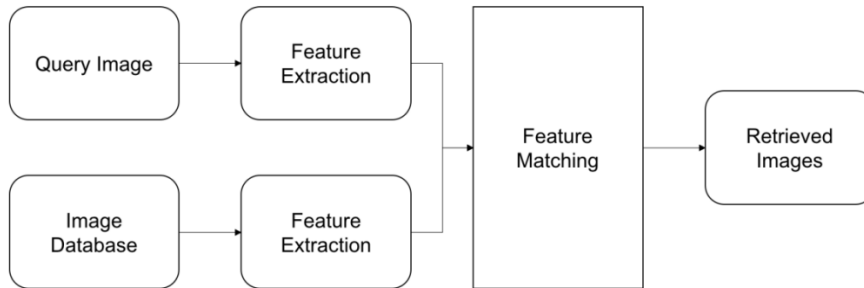 Query Image
Feature
Extraction
Feature
Matching
Retrieved
Images
Image
Database
Feature
Extraction